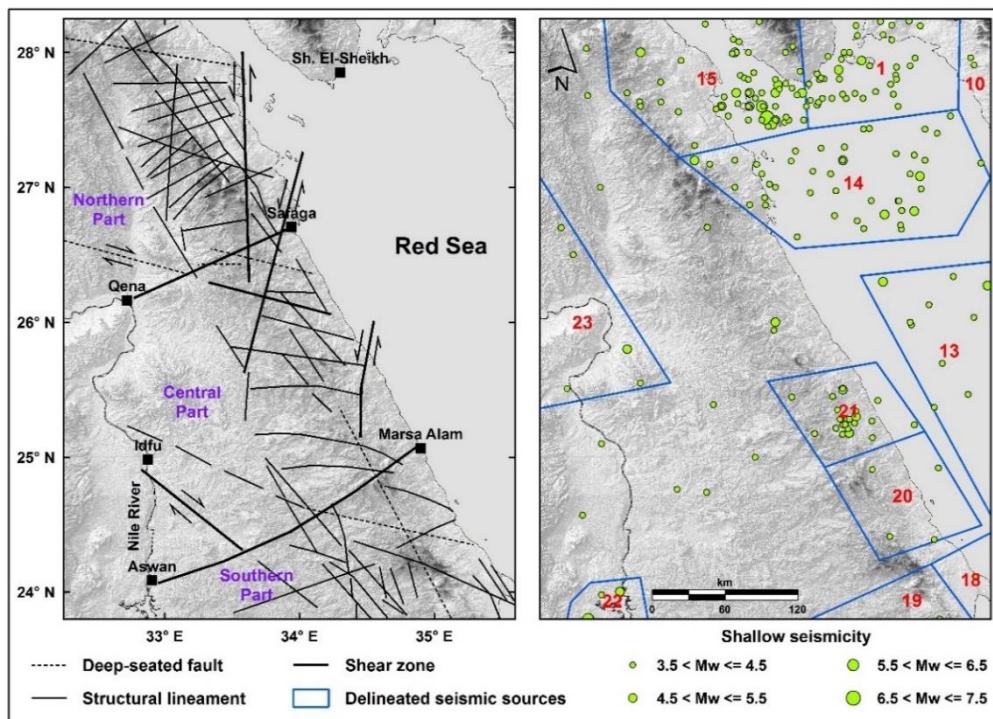 28° N
27° N
26° N
25° N
24° N
33° E
34° E
35° E
Sh. El-Sheikh
Northern
Part
Safaga
Red Sea
Qena
Central
Part
Idfu
Marsa Alam
Nile River
Aswan
Southern
Part
N
15
1
10
14
23
13
21
20
km
0 60 120
18
22
19
Deep-seated fault
Shear zone
Structural lineament
Delineated seismic sources
Shallow seismicity
3.5 < Mw <= 4.5
5.5 < Mw <= 6.5
4.5 < Mw <= 5.5
6.5 < Mw <= 7.5